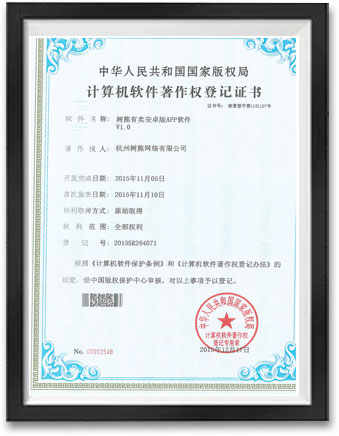 中华人民共和国国家版权局
计算机软件著作权登记证书
证书号： 软著登字第1151187号
软件名称： 树熊有卖安卓版APP软件
V1.0
著作权人： 杭州树熊网络有限公司
开发完成日期： 2015年11月05日
首次发表日期： 2015年11月10日
权利取得方式： 原始取得
权利范围： 全部权利
登记号： 2015SR264071
根据《计算机软件保护条例》和《计算机软件著作权登记办法》的
规定，经中国版权保护中心审核，对以上事项予以登记。
中华人民共和国国家版权局
计算机软件著作权
登记专用章
No. 00902548
2015年12月17日